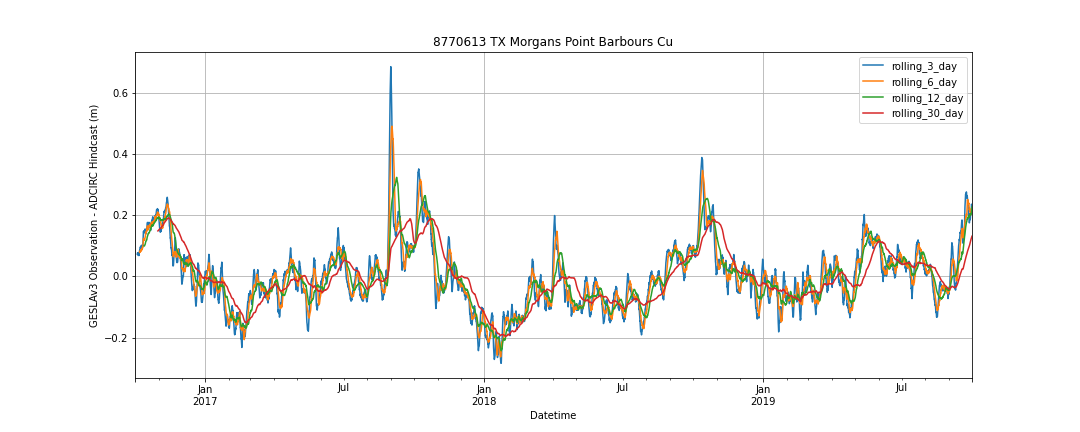 8770613 TX Morgans Point Barbours Cu
GESLAv3 Observation - ADCIRC Hindcast (m)
0.6
0.4
0.2
0.0
−0.2
rolling_3_day
rolling_6_day
rolling_12_day
rolling_30_day
Jan
2017
Jul
Jan
2018
Jul
Jan
2019
Jul
Datetime